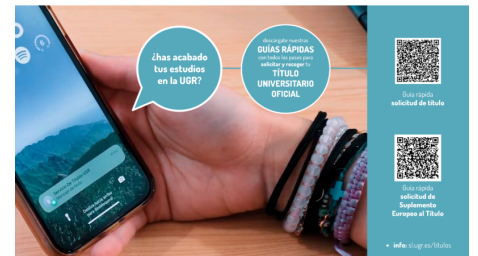 ¿has acabado
tus estudios
en la UGR?
descárgate nuestras
GUÍAS RÁPIDAS
con todos los pasos para
solicitar y recoger tu
TÍTULO
UNIVERSITARIO
OFICIAL
Guía rápida
solicitud de título
Guía rápida
solicitud de
Suplemento
Europeo al Título
• info: sl.ugr.es/titulos